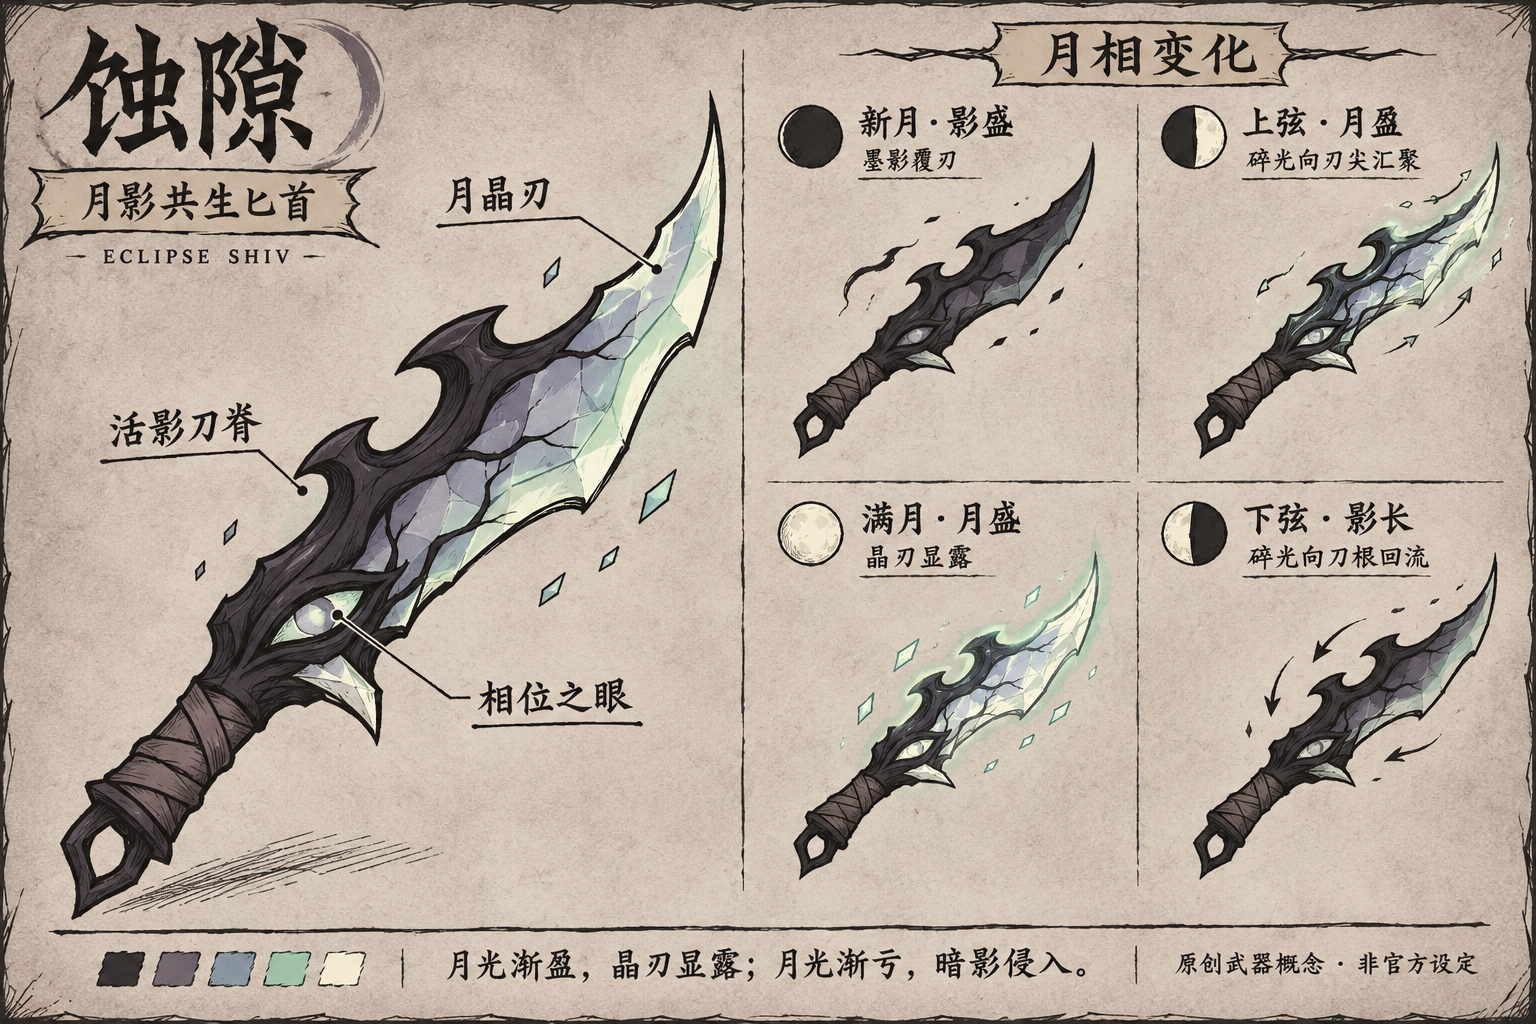 蚀隙
月影共生匕首
ECLIPSE SHIV
月晶刃
活影刀脊
相位之眼
月相变化
新月·影盛
墨影覆刃
上弦·月盈
碎光向刃尖汇聚
满月·月盛
晶刃显露
下弦·影长
碎光向刀根回流
月光渐盈，晶刃显露；月光渐亏，暗影侵入。
原创武器概念 · 非官方设定